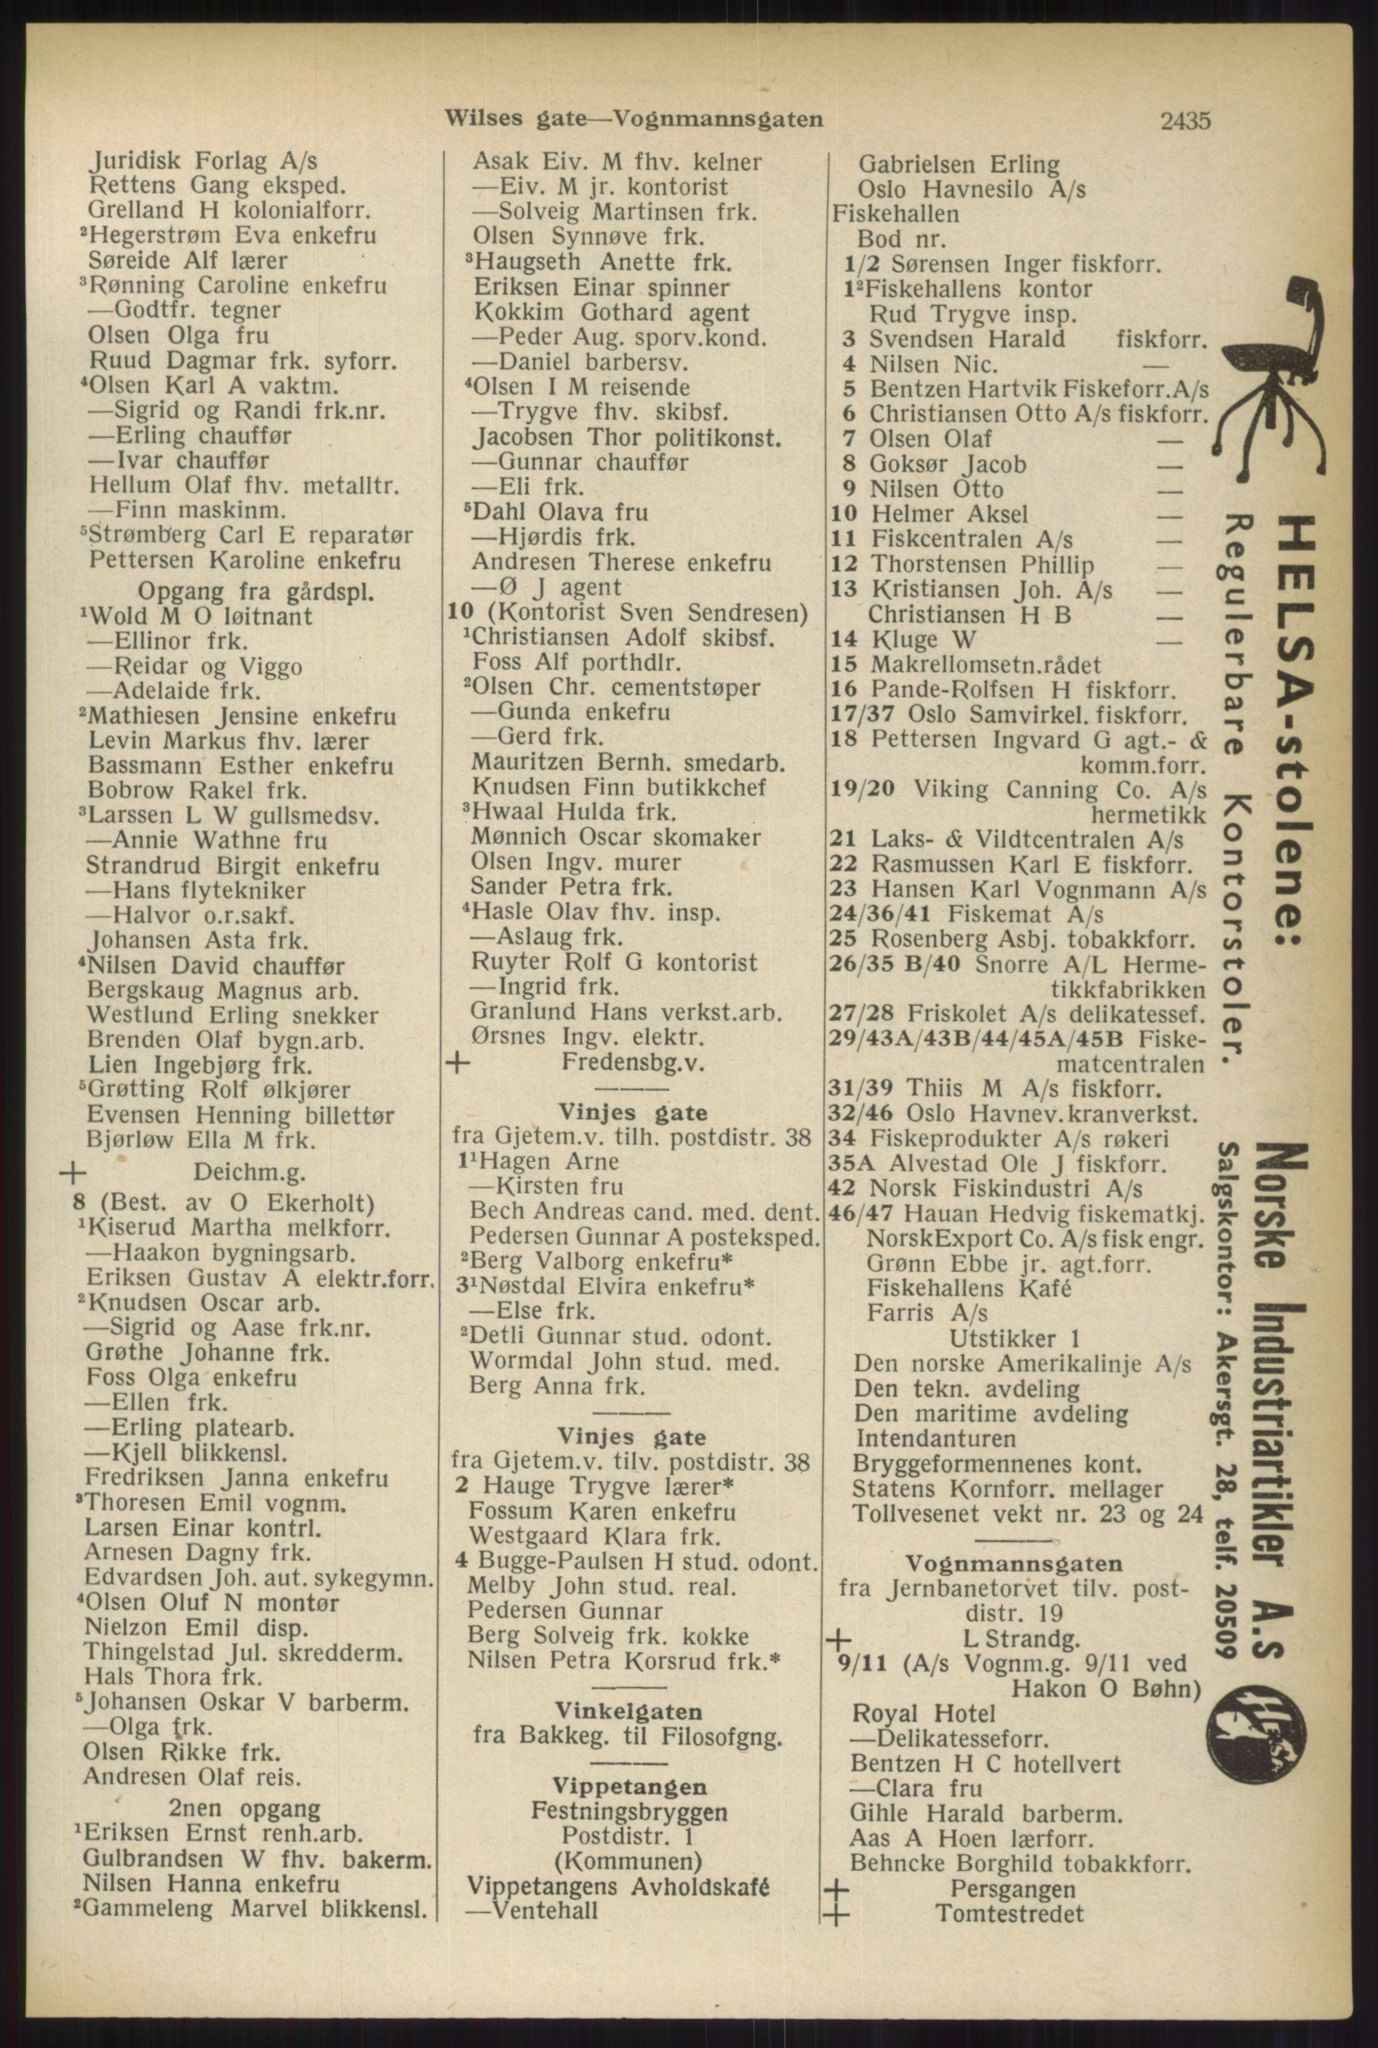 Wilses gate—Vognmannsgaten
2435
Juridisk Forlag A/s
Rettens Gang eksped.
Grelland H kolonialforr.
²Hegerstrøm Eva enkefru
Søreide Alf lærer
³Rønning Caroline enkefru
—Godtfr. tegner
Olsen Olga fru
Ruud Dagmar frk. syforr.
⁴Olsen Karl A vaktm.
—Sigrid og Randi frk.nr.
—Erling chauffør
—Ivar chauffør
Hellum Olaf fhv. metalltr.
—Finn maskinm.
⁵Strømberg Carl E reparatør
Pettersen Karoline enkefru
Opgang fra gårdspl.
¹Wold M O løitnant
—Ellinor frk.
—Reidar og Viggo
—Adelaide frk.
²Mathiesen Jensine enkefru
Levin Markus fhv. lærer
Bassmann Esther enkefru
Bobrow Rakel frk.
³Larssen L W gullsmedsv.
—Annie Wathne fru
Strandrud Birgit enkefru
—Hans flytekniker
—Halvor o.r.sakf.
Johansen Asta frk.
⁴Nilsen David chauffør
Bergskaug Magnus arb.
Westlund Erling snekker
Brenden Olaf bygn.arb.
Lien Ingebjørg frk.
⁵Grøtting Rolf ølkjører
Evensen Henning billettør
Bjørløw Ella M frk.
+ Deichm.g.
8 (Best. av O Ekerholt)
¹Kiserud Martha melkforr.
—Haakon bygningsarb.
Eriksen Gustav A elektr.forr.
²Knudsen Oscar arb.
—Sigrid og Aase frk.nr.
Grøthe Johanne frk.
Foss Olga enkefru
—Ellen frk.
—Erling platearb.
—Kjell blikkensl.
Fredriksen Janna enkefru
³Thoresen Emil vognm.
Larsen Einar kontrl.
Arnesen Dagny frk.
Edvardsen Joh. aut. sykegymn.
⁴Olsen Oluf N montør
Nielzon Emil disp.
Thingelstad Jul. skredderm.
Hals Thora frk.
⁵Johansen Oskar V barberm.
—Olga frk.
Olsen Rikke frk.
Andresen Olaf reis.
2nen opgang
¹Eriksen Ernst renh.arb.
Gulbrandsen W fhv. bakerm.
Nilsen Hanna enkefru
²Gammeleng Marvel blikkensl.
Asak Eiv. M fhv. kelner
—Eiv. M jr. kontorist
—Solveig Martinsen frk.
Olsen Synnøve frk.
³Haugseth Anette frk.
Eriksen Einar spinner
Kokkim Gothard agent
—Peder Aug. sporv.kond.
—Daniel barbersv.
⁴Olsen I M reisende
—Trygve fhv. skibsf.
Jacobsen Thor politikonst.
—Gunnar chauffør
—Eli frk.
⁵Dahl Olava fru
—Hjørdis frk.
Andresen Therese enkefru
—Ø J agent
10 (Kontorist Sven Sendresen)
¹Christiansen Adolf skibsf.
Foss Alf porthdlr.
²Olsen Chr. cementstøper
—Gunda enkefru
—Gerd frk.
Mauritzen Bernh. smedarb.
Knudsen Finn butikkchef
³Hwaal Hulda frk.
Mønnich Oscar skomaker
Olsen Ingv. murer
Sander Petra frk.
⁴Hasle Olav fhv. insp.
—Aslaug frk.
Ruyter Rolf G kontorist
—Ingrid frk.
Granlund Hans verkst.arb.
Ørsnes Ingv. elektr.
+ Fredensbg.v.
Vinjes gate
fra Gjetem.v. tilh. postdistr. 38
1¹Hagen Arne
—Kirsten fru
Bech Andreas cand. med. dent.
Pedersen Gunnar A posteksped.
²Berg Valborg enkefru*
3¹Nøstdal Elvira enkefru*
—Else frk.
²Detli Gunnar stud. odont.
Wormdal John stud. med.
Berg Anna frk.
Vinjes gate
fra Gjetem.v. tilv. postdistr. 38
2 Hauge Trygve lærer*
Fossum Karen enkefru
Westgaard Klara frk.
4 Bugge-Paulsen H stud. odont.
Melby John stud. real.
Pedersen Gunnar
Berg Solveig frk. kokke
Nilsen Petra Korsrud frk.*
Vinkelgaten
fra Bakkeg. til Filosofgng.
Vippetangen
Festningsbryggen
Postdistr. 1
(Kommunen)
Vippetangens Avholdskafé
—Ventehall
Gabrielsen Erling
Oslo Havnesilo A/s
Fiskehallen
Bod nr.
1/2 Sørensen Inger fiskforr.
1²Fiskehallens kontor
Rud Trygve insp.
3 Svendsen Harald fiskforr.
4 Nilsen Nic. —
5 Bentzen Hartvik Fiskeforr.A/s
6 Christiansen Otto A/s fiskforr.
7 Olsen Olaf —
8 Goksør Jacob —
9 Nilsen Otto —
10 Helmer Aksel —
11 Fiskcentralen A/s —
12 Thorstensen Phillip —
13 Kristiansen Joh. A/s —
Christiansen H B —
14 Kluge W —
15 Makrellomsetn.rådet
16 Pande-Rolfsen H fiskforr.
17/37 Oslo Samvirkel. fiskforr.
18 Pettersen Ingvard G agt.- &
komm.forr.
19/20 Viking Canning Co. A/s
hermetikk
21 Laks- & Vildtcentralen A/s
22 Rasmussen Karl E fiskforr.
23 Hansen Karl Vognmann A/s
24/36/41 Fiskemat A/s
25 Rosenberg Asbj. tobakkforr.
26/35 B/40 Snorre A/L Herme-
tikkfabrikken
27/28 Friskolet A/s delikatessef.
29/43A/43B/44/45A/45B Fiske-
matcentralen
31/39 Thiis M A/s fiskforr.
32/46 Oslo Havnev.kranverkst.
34 Fiskeprodukter A/s røkeri
35A Alvestad Ole J fiskforr.
42 Norsk Fiskindustri A/s
46/47 Hauan Hedvig fiskematkj.
NorskExport Co. A/s fisk engr.
Grønn Ebbe jr. agt.forr.
Fiskehallens Kafé
Farris A/s
Utstikker 1
Den norske Amerikalinje A/s
Den tekn. avdeling
Den maritime avdeling
Intendanturen
Bryggeformennenes kont.
Statens Kornforr. mellager
Tollvesenet vekt nr. 23 og 24
Vognmannsgaten
fra Jernbanetorvet tilv. post-
distr. 19
+ L Strandg.
9/11 (A/s Vognm.g. 9/11 ved
Hakon O Bøhn)
Royal Hotel
—Delikatesseforr.
Bentzen H C hotellvert
—Clara fru
Gihle Harald barberm.
Aas A Hoen lærforr.
Behncke Borghild tobakkforr.
+ Persgangen
+ Tomtestredet
HELSA-stolene:
Regulerbare Kontorstoler.
Norske Industriartikler A.s
Salgskontor: Akersgt. 28, telf. 20509
HELSA